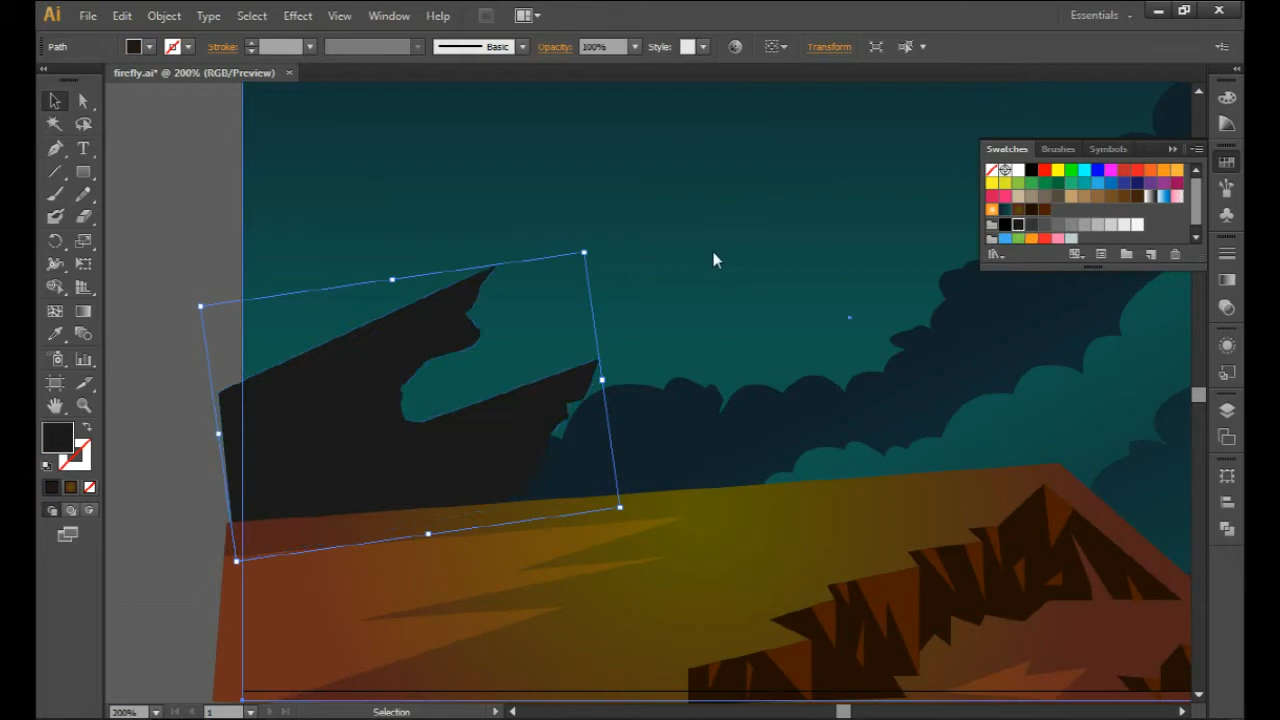 Ai File Edit Object Type Select Effect View Window Help Essentials
Path Stroke: Basic Opacity: 100% Style: Transform
firefly.ai* @ 200% (RGB/Preview)
Swatches Brushes Symbols
T
200% 1 Selection